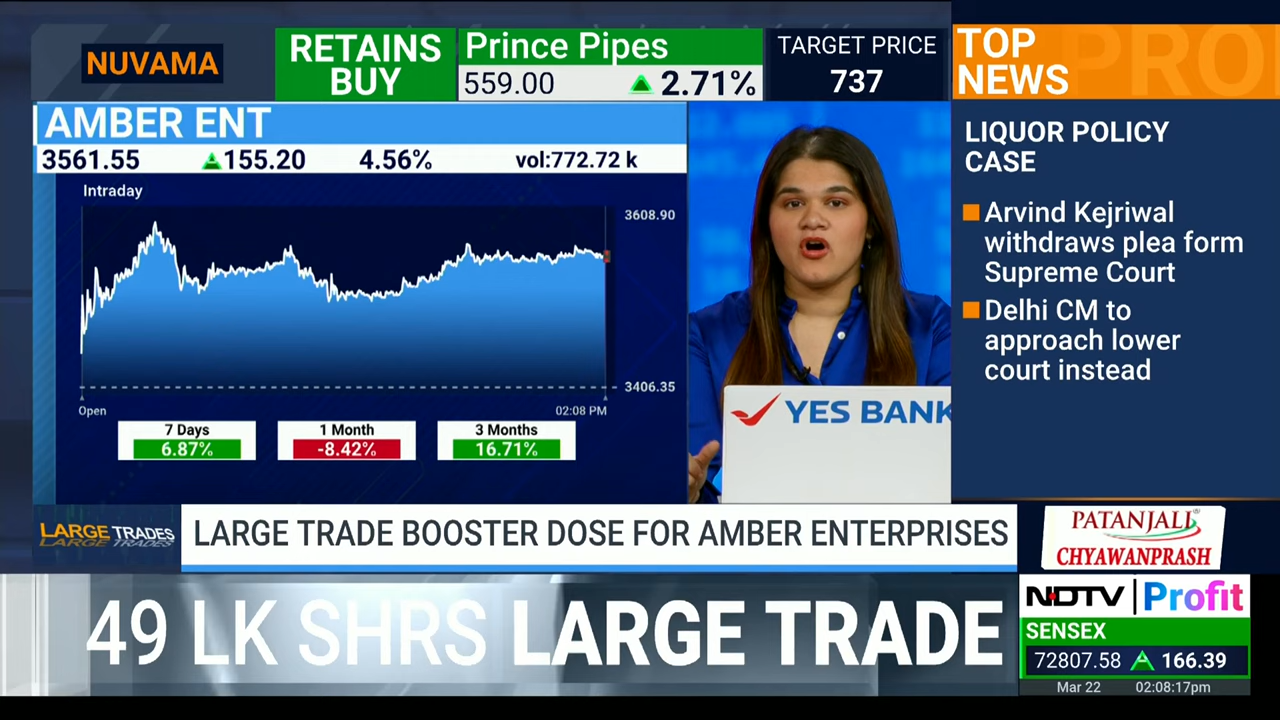 NUVAMA
RETAINS
BUY
Prince Pipes
559.00 ▲ 2.71%
TARGET PRICE
737
TOP
NEWS
PRO
AMBER ENT
3561.55 ▲155.20 4.56% vol:772.72 k
Intraday
3608.90
3406.35
Open
02:08 PM
7 Days
6.87%
1 Month
-8.42%
3 Months
16.71%
YES BANK
LIQUOR POLICY
CASE
Arvind Kejriwal
withdraws plea form
Supreme Court
Delhi CM to
approach lower
court instead
LARGE TRADES
LARGE TRADE BOOSTER DOSE FOR AMBER ENTERPRISES
PATANJALI®
CHYAWANPRASH
49 LK SHRS LARGE TRADE
NDTV Profit
SENSEX
72807.58 ▲ 166.39
Mar 22 02:08:17pm